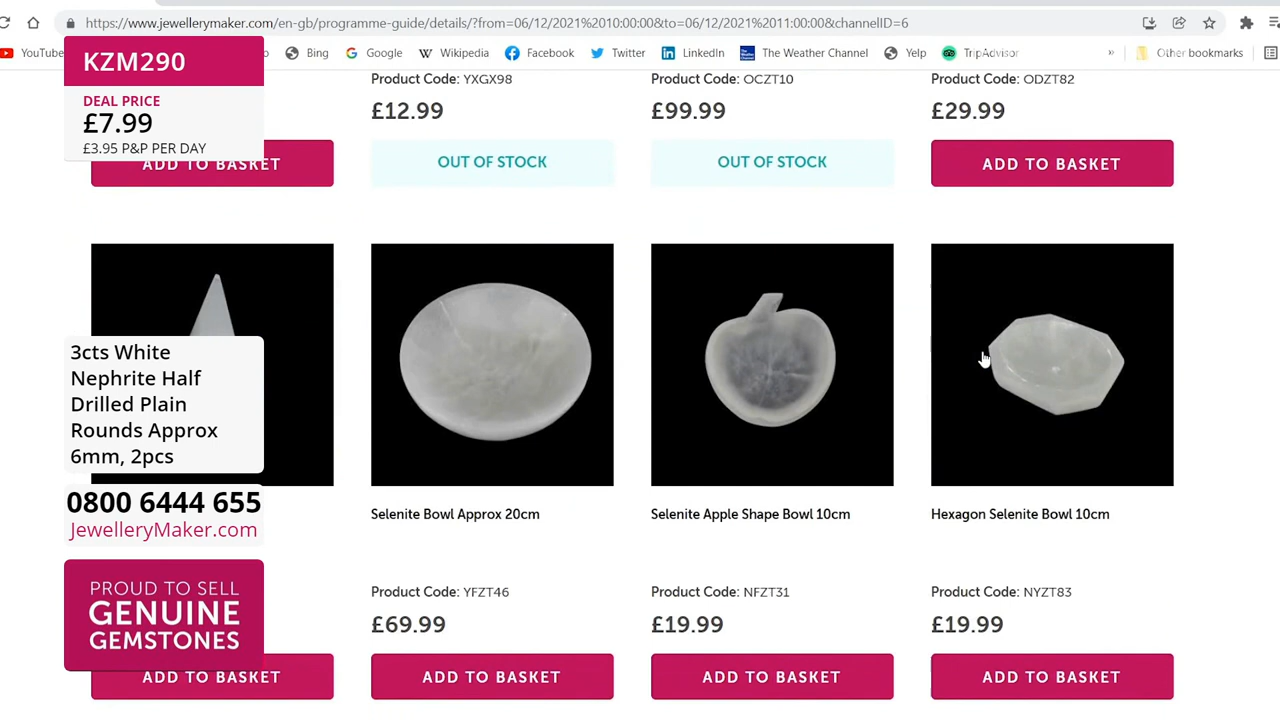 https://www.jewellerymaker.com/en-gb/programme-guide/details/?from=06/12/2021%2010:00:00&to=06/12/2021%2011:00:00&channelID=6
YouTube
Bing
Google
Wikipedia
Facebook
Twitter
LinkedIn
The Weather Channel
Yelp
TripAdvisor
»
Other bookmarks
KZM290
DEAL PRICE
£7.99
£3.95 P&P PER DAY
ADD TO BASKET
Product Code: YXGX98
£12.99
OUT OF STOCK
Product Code: OCZT10
£99.99
OUT OF STOCK
Product Code: ODZT82
£29.99
ADD TO BASKET
3cts White
Nephrite Half
Drilled Plain
Rounds Approx
6mm, 2pcs
0800 6444 655
JewelleryMaker.com
PROUD TO SELL
GENUINE
GEMSTONES
ADD TO BASKET
Selenite Bowl Approx 20cm
Product Code: YFZT46
£69.99
ADD TO BASKET
Selenite Apple Shape Bowl 10cm
Product Code: NFZT31
£19.99
ADD TO BASKET
Hexagon Selenite Bowl 10cm
Product Code: NYZT83
£19.99
ADD TO BASKET